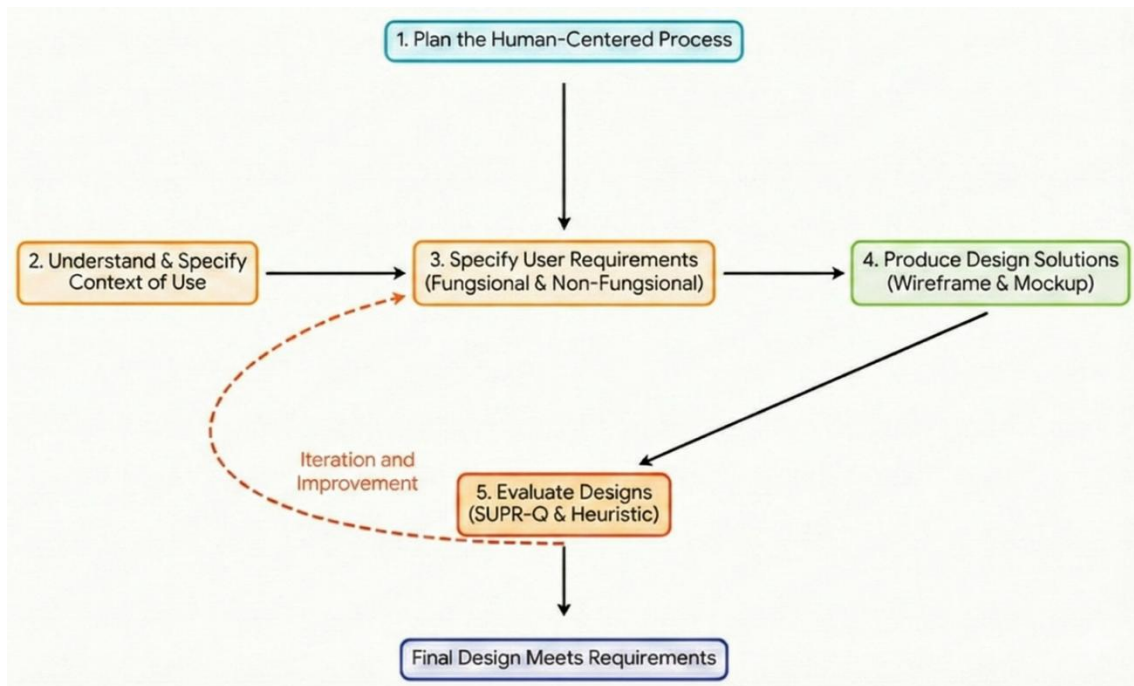 1. Plan the Human-Centered Process
2. Understand & Specify
Context of Use
3. Specify User Requirements
(Fungsional & Non-Fungsional)
4. Produce Design Solutions
(Wireframe & Mockup)
Iteration and
Improvement
5. Evaluate Designs
(SUPR-Q & Heuristic)
Final Design Meets Requirements